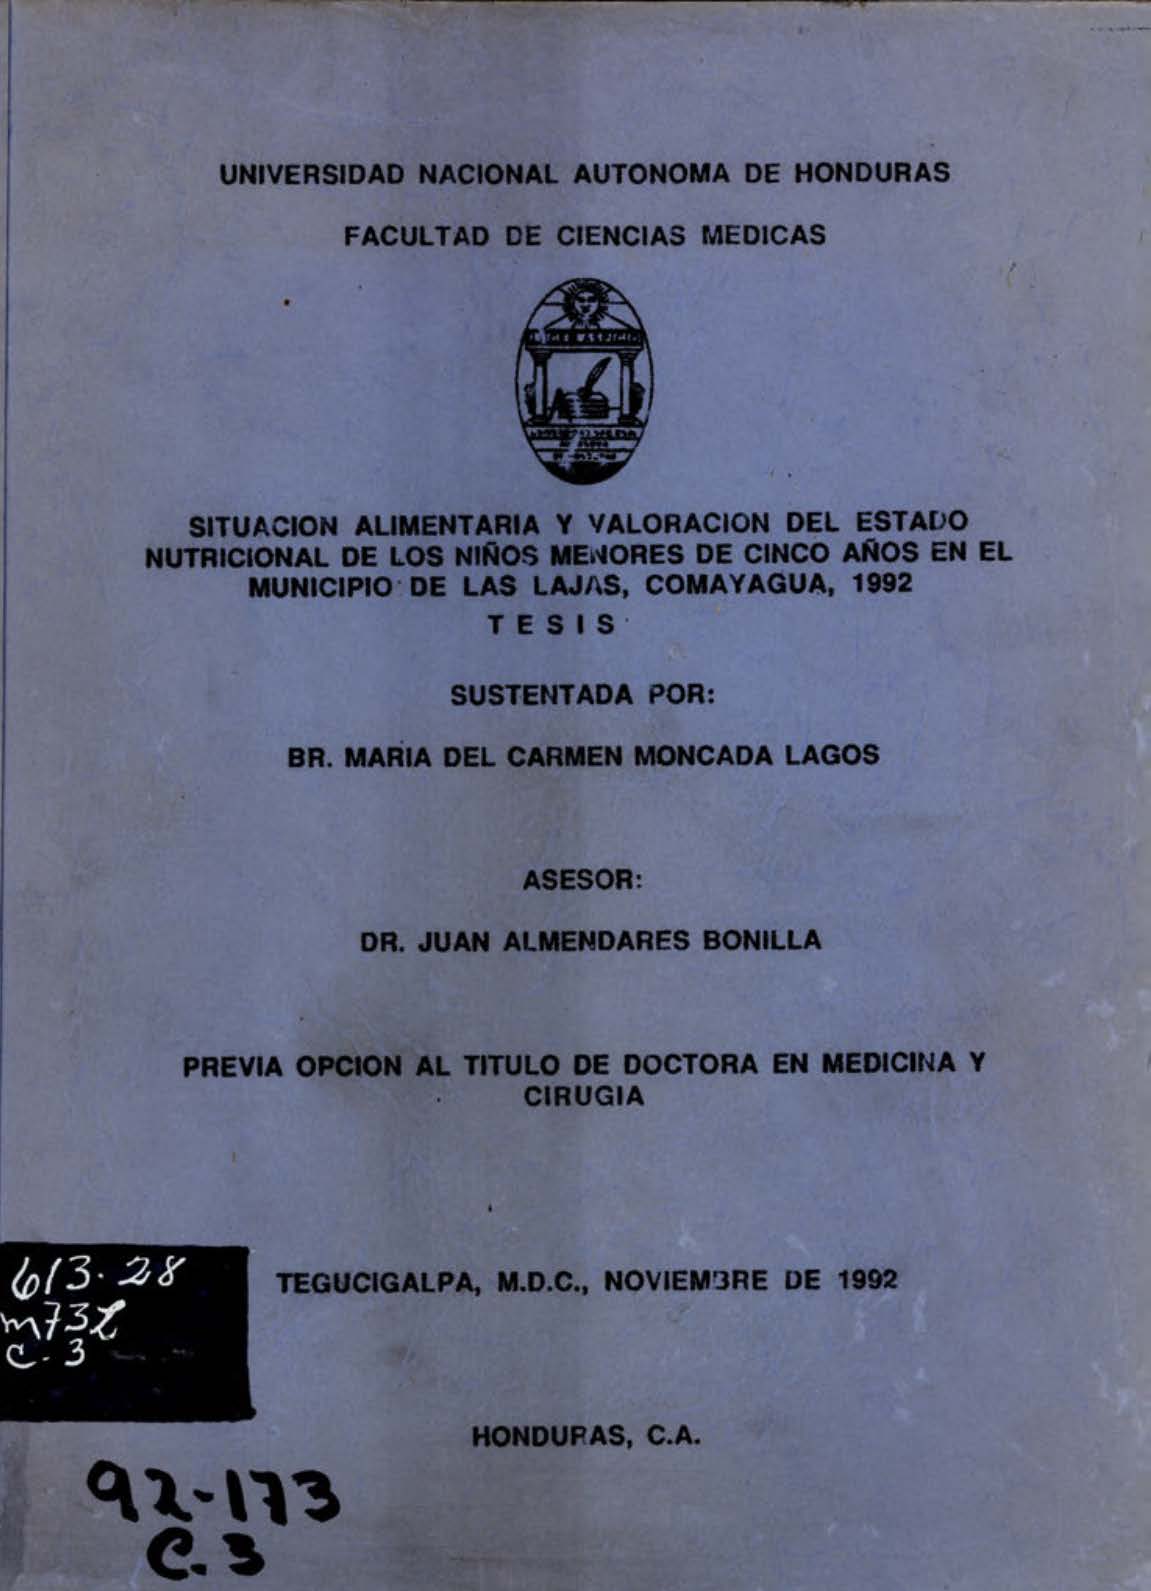 UNIVERSIDAD NACIONAL AUTONOMA DE HONDURAS
FACULTAD DE CIENCIAS MEDICAS
SITUACION ALIMENTARIA Y VALORACION DEL ESTADO
NUTRICIONAL DE LOS NIÑOS MENORES DE CINCO AÑOS EN EL
MUNICIPIO DE LAS LAJAS, COMAYAGUA, 1992
T E S I S
SUSTENTADA POR:
BR. MARIA DEL CARMEN MONCADA LAGOS
ASESOR:
DR. JUAN ALMENDARES BONILLA
PREVIA OPCION AL TITULO DE DOCTORA EN MEDICINA Y
CIRUGIA
TEGUCIGALPA, M.D.C., NOVIEMBRE DE 1992
HONDURAS, C.A.
613.28
C.3
92-173
C.3